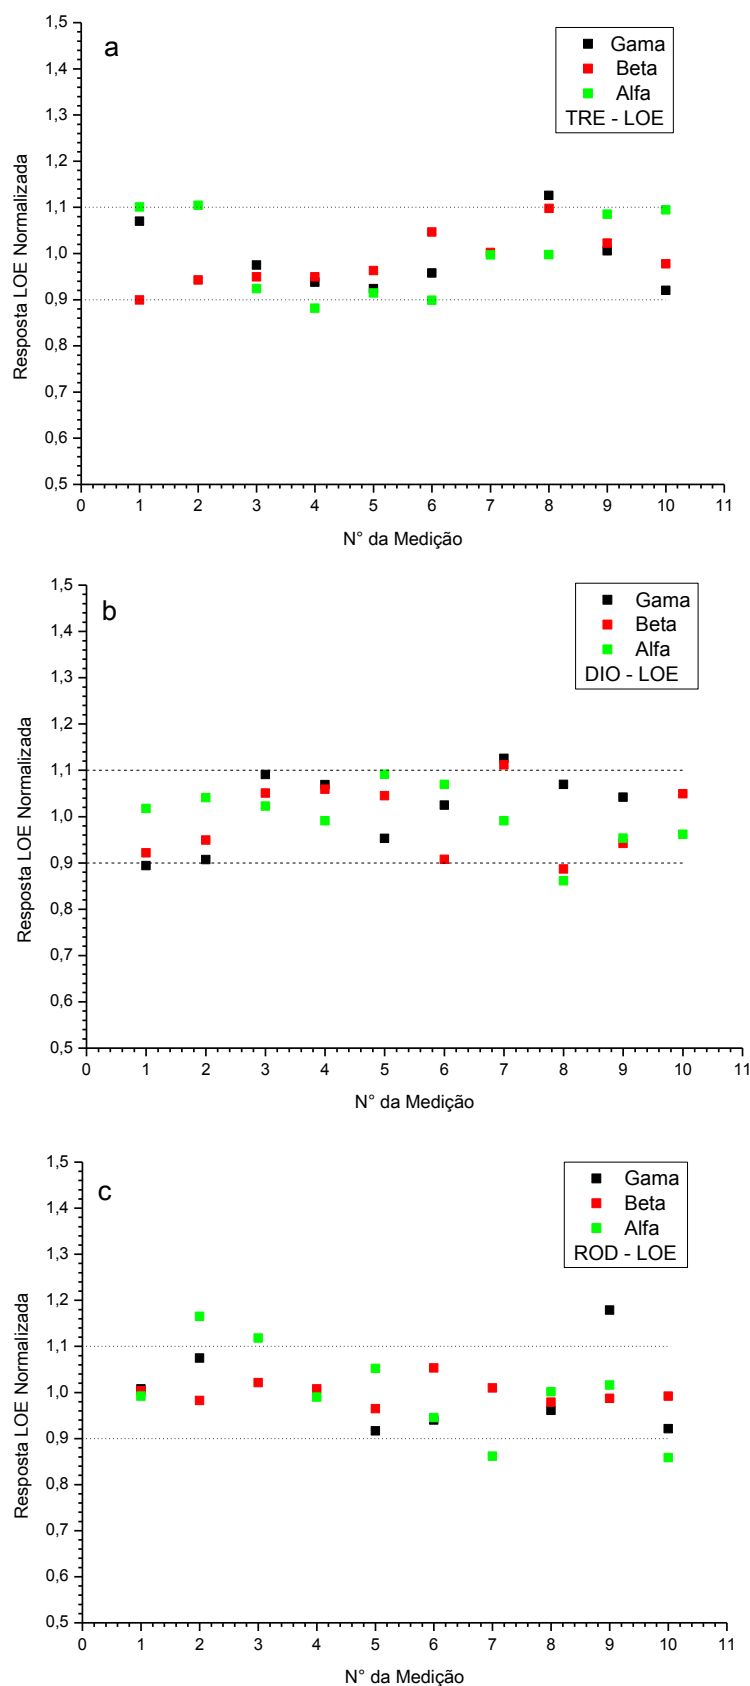 a
Gama
Beta
Alfa
TRE - LOE
1,5
1,4
1,3
1,2
1,1
1,0
0,9
0,8
0,7
0,6
0,5
Resposta LOE Normalizada
0 1 2 3 4 5 6 7 8 9 10 11
N° da Medição
b
Gama
Beta
Alfa
DIO - LOE
1,5
1,4
1,3
1,2
1,1
1,0
0,9
0,8
0,7
0,6
0,5
Resposta LOE Normalizada
0 1 2 3 4 5 6 7 8 9 10 11
N° da Medição
c
Gama
Beta
Alfa
ROD - LOE
1,5
1,4
1,3
1,2
1,1
1,0
0,9
0,8
0,7
0,6
0,5
Resposta LOE Normalizada
0 1 2 3 4 5 6 7 8 9 10 11
N° da Medição